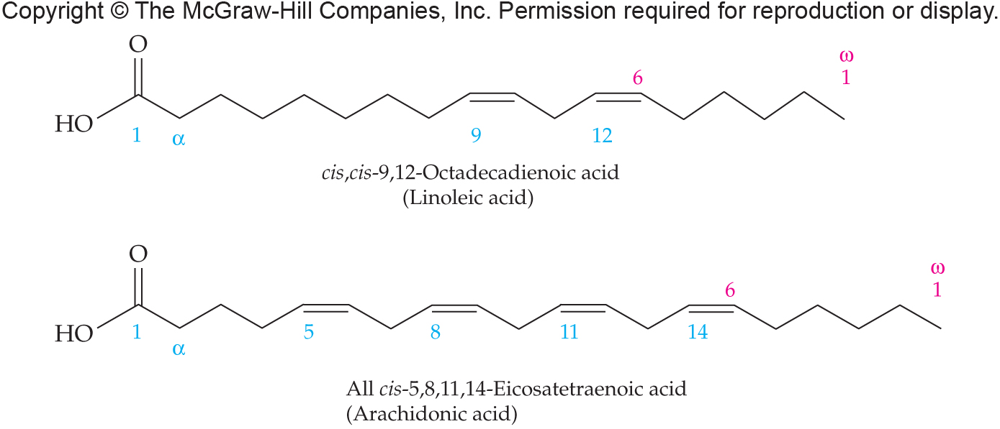 Copyright © The McGraw-Hill Companies, Inc. Permission required for reproduction or display.
O
ω
6 1
HO
1 α 9 12
cis,cis-9,12-Octadecadienoic acid
(Linoleic acid)
O
ω
6 1
HO 1 5 8 11 14
α
All cis-5,8,11,14-Eicosatetraenoic acid
(Arachidonic acid)